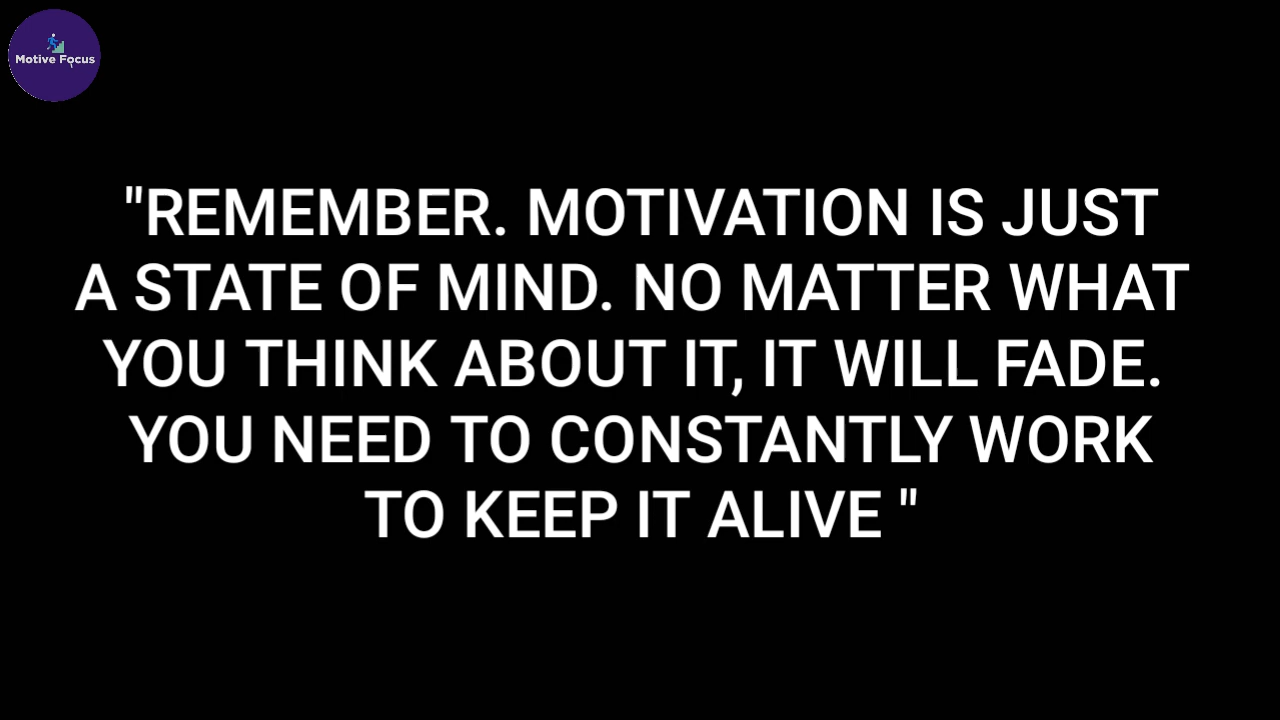 Motive Focus
"REMEMBER. MOTIVATION IS JUST
A STATE OF MIND. NO MATTER WHAT
YOU THINK ABOUT IT, IT WILL FADE.
YOU NEED TO CONSTANTLY WORK
TO KEEP IT ALIVE "